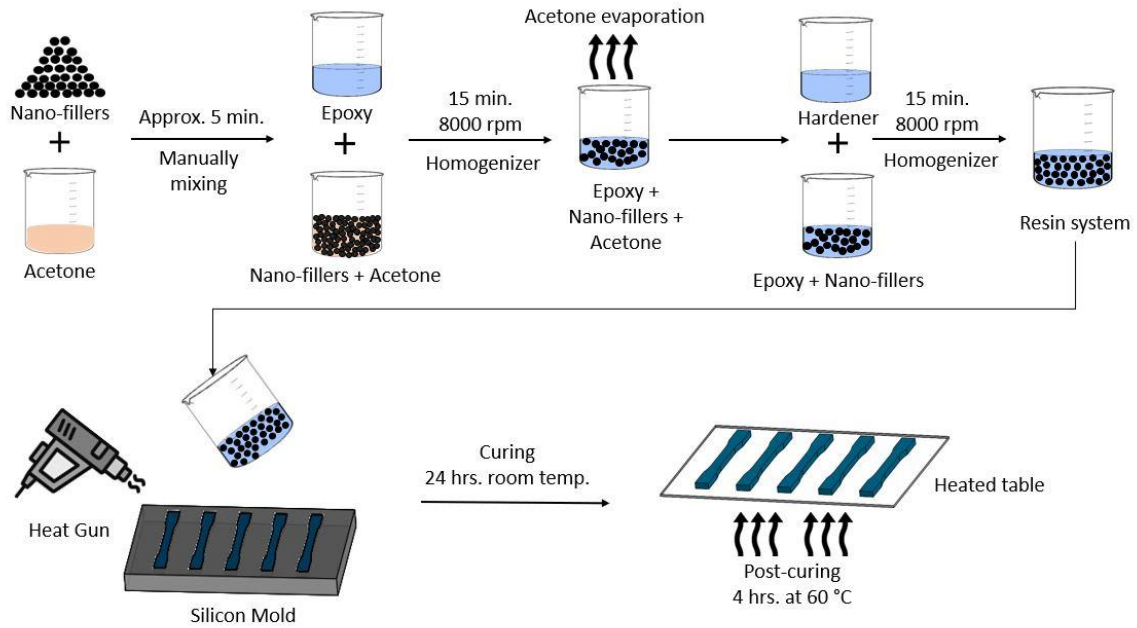 Nano-fillers
+
Acetone
Approx. 5 min.
Manually
mixing
Epoxy
+
Nano-fillers + Acetone
15 min.
8000 rpm
Homogenizer
Acetone evaporation
Epoxy +
Nano-fillers +
Acetone
Hardener
+
Epoxy + Nano-fillers
15 min.
8000 rpm
Homogenizer
Resin system
Heat Gun
Silicon Mold
Curing
24 hrs. room temp.
Heated table
Post-curing
4 hrs. at 60 °C